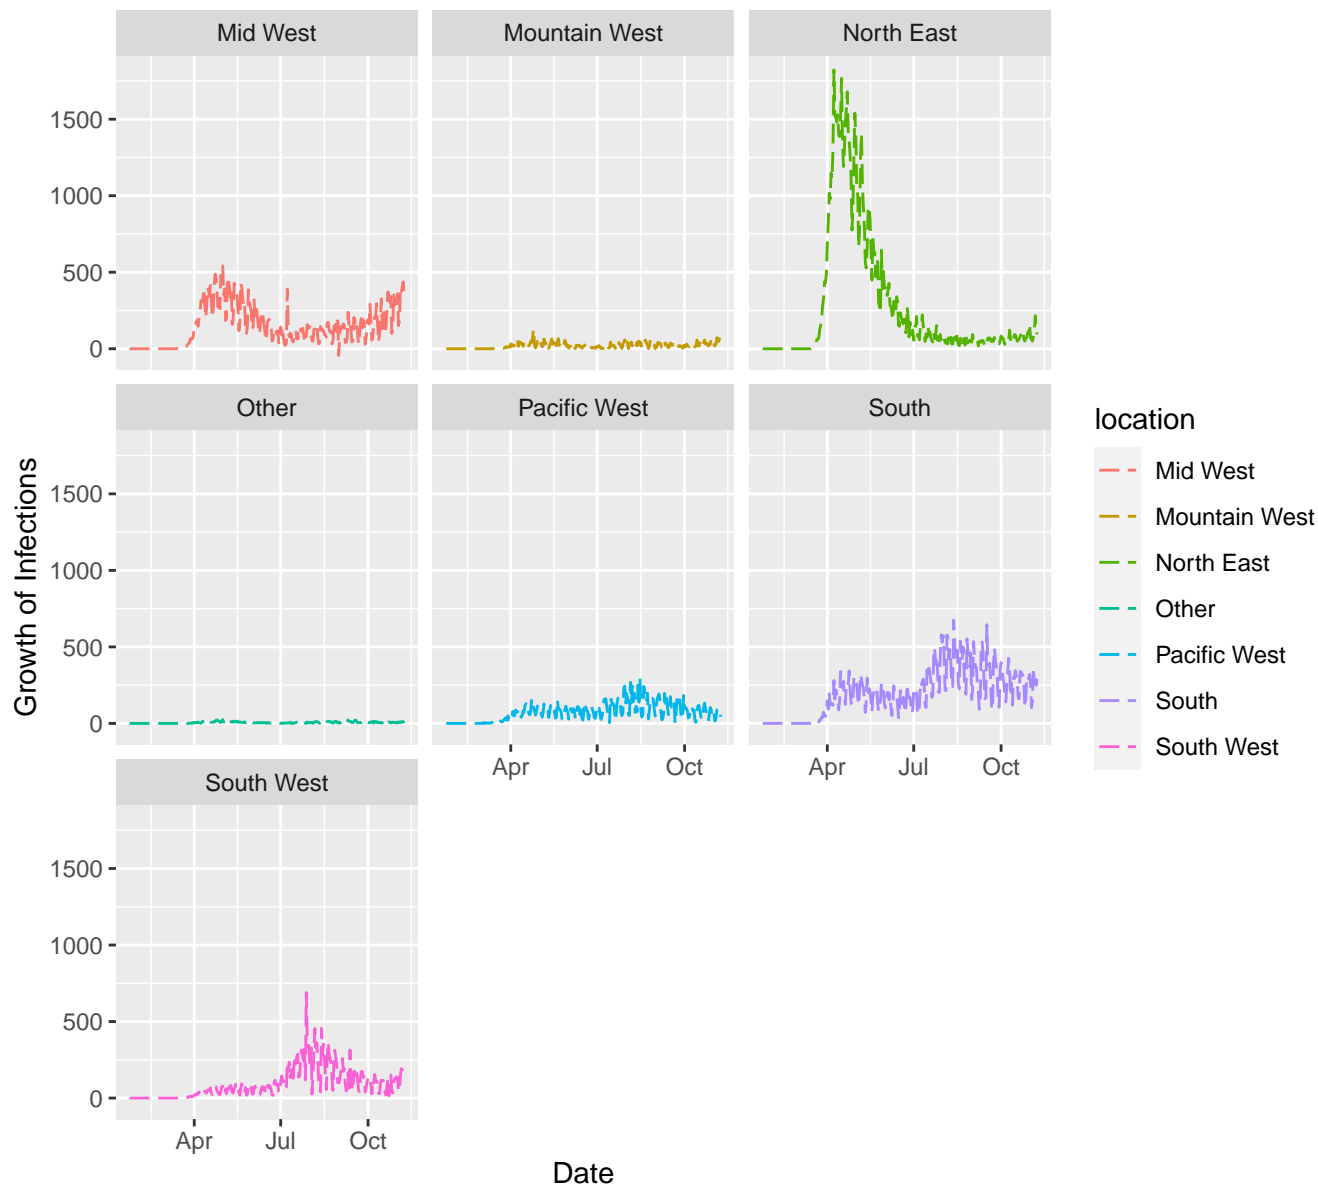 Mid West
Mountain West
North East
1500
1000
500
0
Other
Pacific West
South
1500
1000
500
0
Apr
Jul
Oct
Apr
Jul
Oct
South West
1500
1000
500
0
Apr
Jul
Oct
Growth of Infections
Date
location
Mid West
Mountain West
North East
Other
Pacific West
South
South West